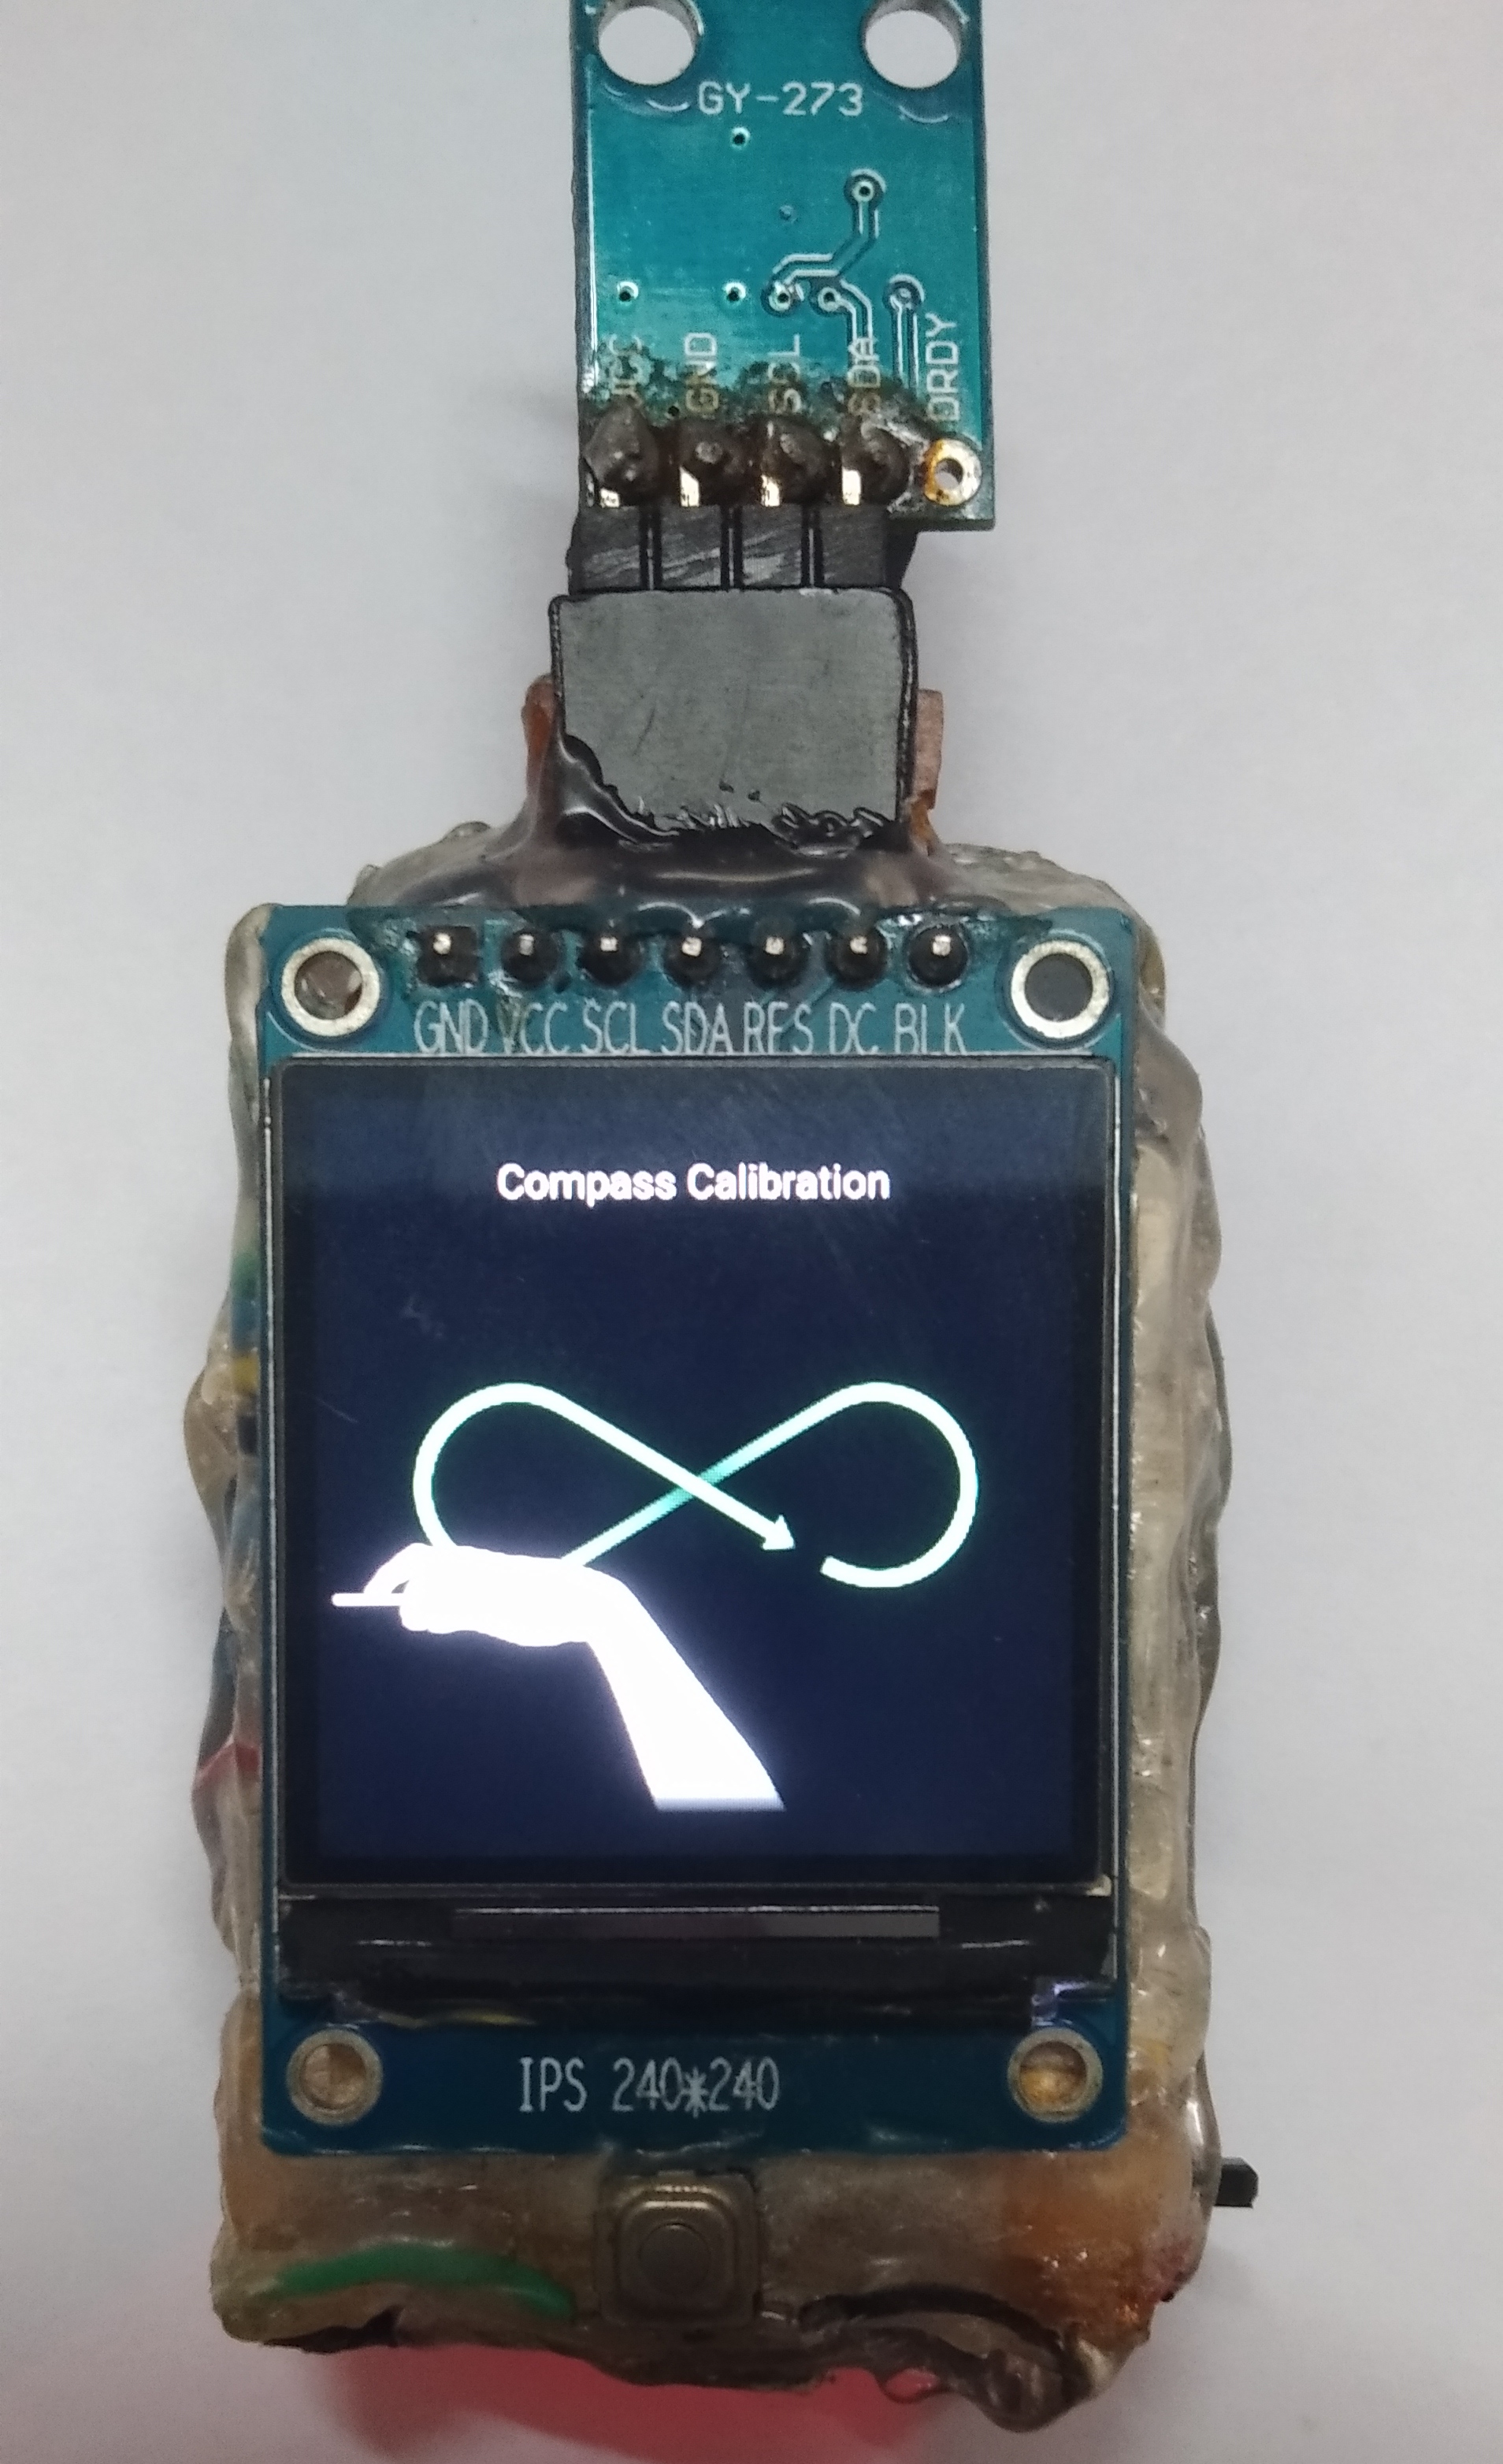 GY-273
VCC GND SCL SDA DRDY
GND VCC SCL SDA RES DC BLK
Compass Calibration
IPS 240*240